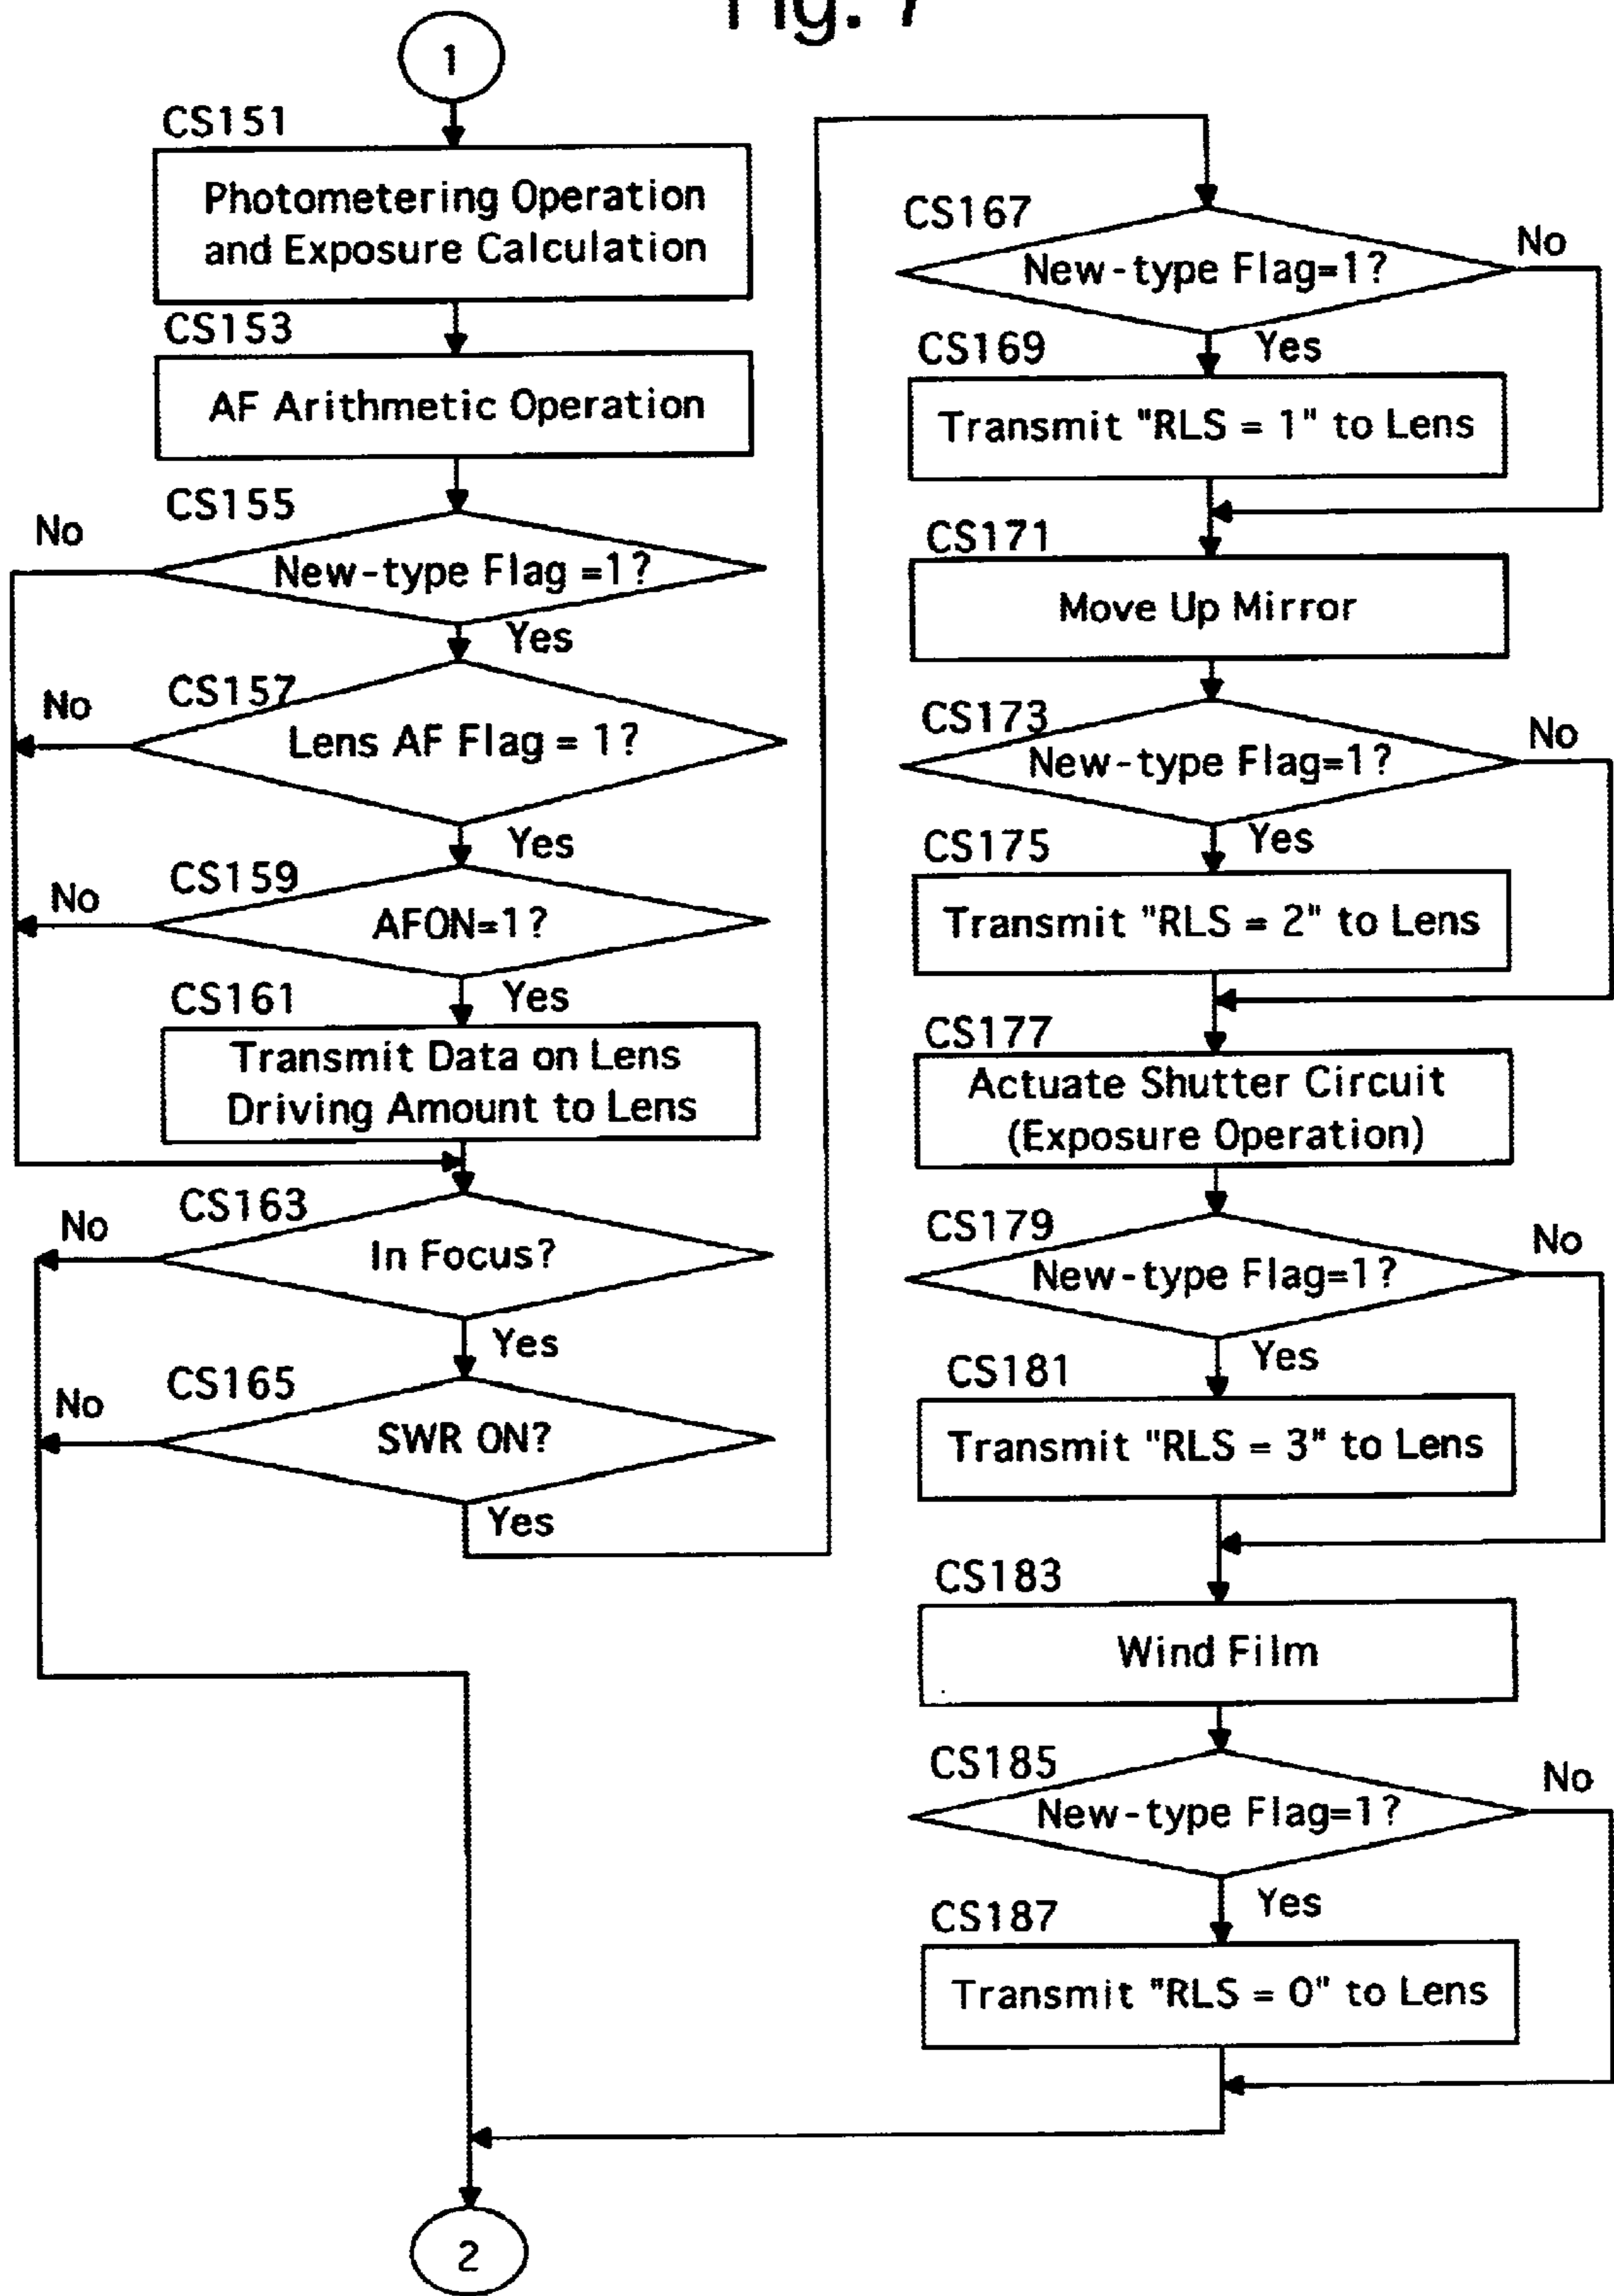 Fig. 7
1
CS151
Photometering Operation
and Exposure Calculation
CS153
AF Arithmetic Operation
CS155
No
New-type Flag =1?
Yes
CS157
No
Lens AF Flag = 1?
Yes
CS159
No
AFON=1?
Yes
CS161
Transmit Data on Lens
Driving Amount to Lens
CS163
No
In Focus?
Yes
CS165
No
SWR ON?
Yes
CS167
No
New-type Flag=1?
Yes
CS169
Transmit "RLS = 1" to Lens
CS171
Move Up Mirror
CS173
No
New-type Flag=1?
Yes
CS175
Transmit "RLS = 2" to Lens
CS177
Actuate Shutter Circuit
(Exposure Operation)
CS179
No
New-type Flag=1?
Yes
CS181
Transmit "RLS = 3" to Lens
CS183
Wind Film
CS185
No
New-type Flag=1?
Yes
CS187
Transmit "RLS = 0" to Lens
2